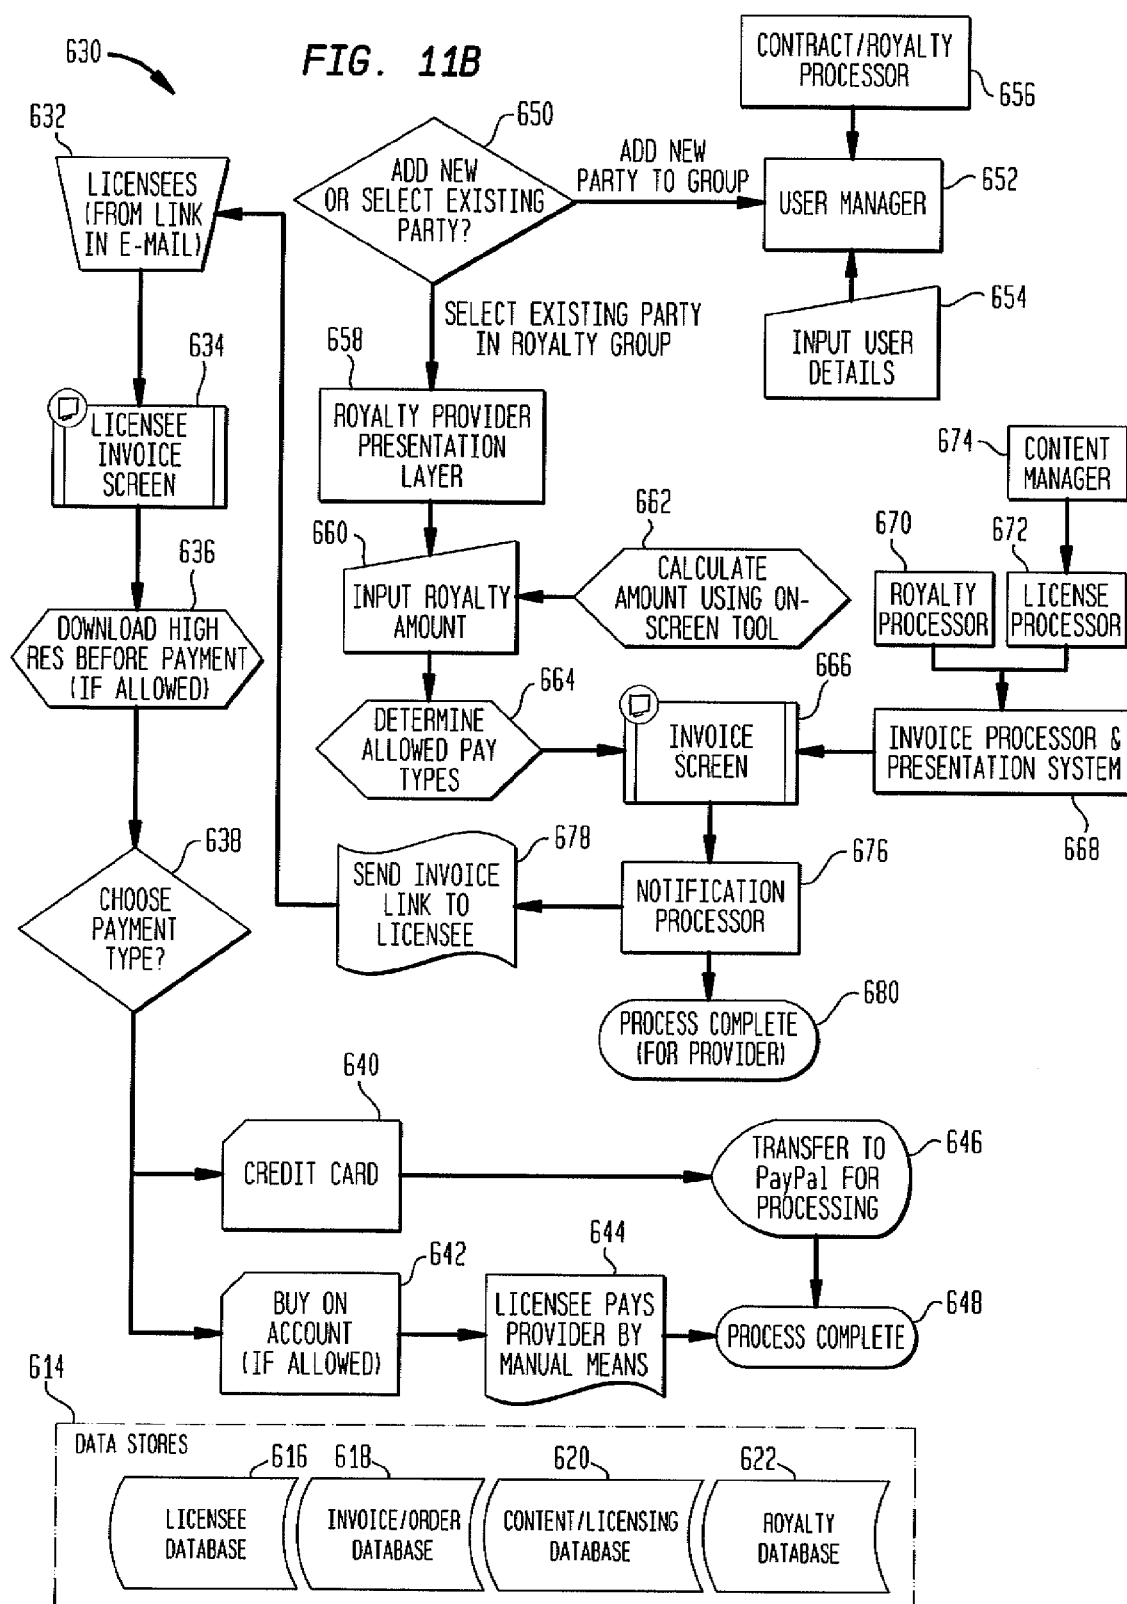 630
FIG. 11B
CONTRACT/ROYALTY
PROCESSOR
656
632
LICENSEES
(FROM LINK
IN E-MAIL)
650
ADD NEW
OR SELECT EXISTING
PARTY?
ADD NEW
PARTY TO GROUP
USER MANAGER
652
654
INPUT USER
DETAILS
SELECT EXISTING PARTY
IN ROYALTY GROUP
634
LICENSEE
INVOICE
SCREEN
658
ROYALTY PROVIDER
PRESENTATION
LAYER
674
CONTENT
MANAGER
660
INPUT ROYALTY
AMOUNT
662
CALCULATE
AMOUNT USING ON-
SCREEN TOOL
670
ROYALTY
PROCESSOR
672
LICENSE
PROCESSOR
636
DOWNLOAD HIGH
RES BEFORE PAYMENT
(IF ALLOWED)
664
DETERMINE
ALLOWED PAY
TYPES
666
INVOICE
SCREEN
INVOICE PROCESSOR &
PRESENTATION SYSTEM
668
638
CHOOSE
PAYMENT
TYPE?
678
SEND INVOICE
LINK TO
LICENSEE
676
NOTIFICATION
PROCESSOR
680
PROCESS COMPLETE
(FOR PROVIDER)
640
CREDIT CARD
646
TRANSFER TO
PayPal FOR
PROCESSING
642
BUY ON
ACCOUNT
(IF ALLOWED)
644
LICENSEE PAYS
PROVIDER BY
MANUAL MEANS
648
PROCESS COMPLETE
614
DATA STORES
616
LICENSEE
DATABASE
618
INVOICE/ORDER
DATABASE
620
CONTENT/LICENSING
DATABASE
622
ROYALTY
DATABASE